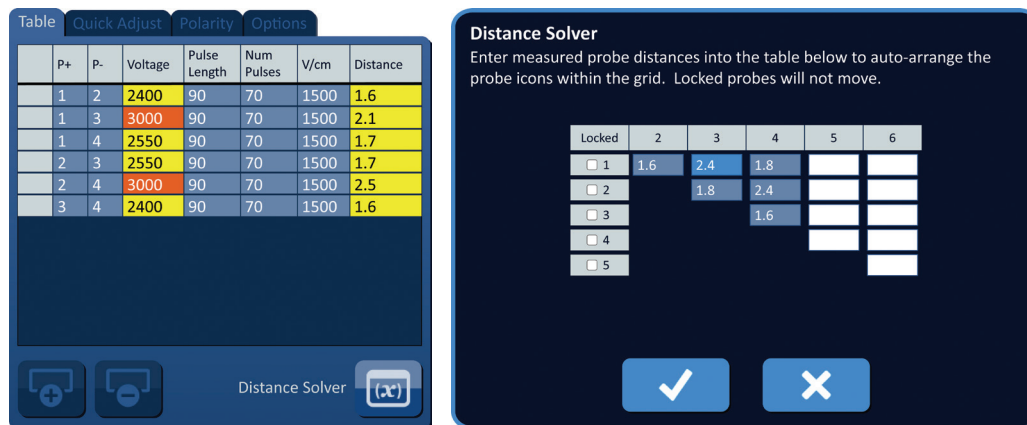 Table Quick Adjust Polarity Options
P+ P- Voltage Pulse Length Num Pulses V/cm Distance
1 2 2400 90 70 1500 1.6
1 3 3000 90 70 1500 2.1
1 4 2550 90 70 1500 1.7
2 3 2550 90 70 1500 1.7
2 4 3000 90 70 1500 2.5
3 4 2400 90 70 1500 1.6
Distance Solver (x)
Distance Solver
Enter measured probe distances into the table below to auto-arrange the
probe icons within the grid. Locked probes will not move.
Locked 2 3 4 5 6
1 1.6 2.4 1.8
2 1.8 2.4
3 1.6
4
5